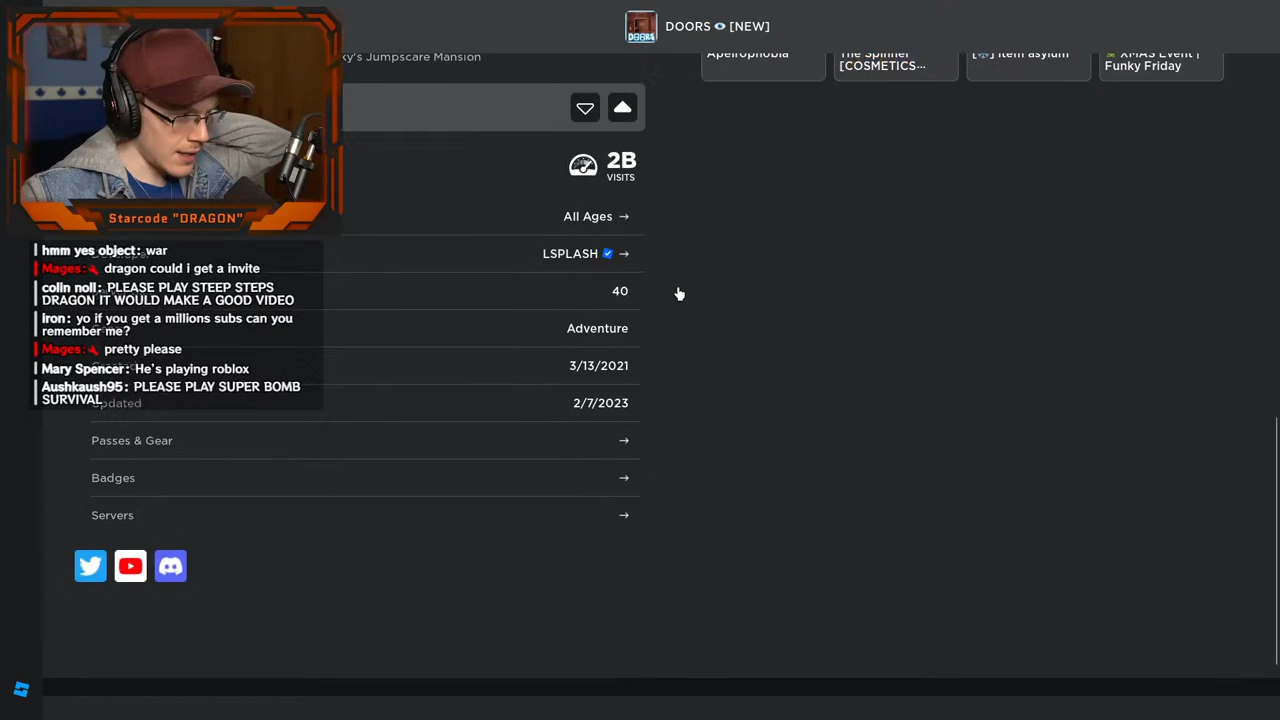 DOORS 👁 [NEW]
DOORS
ky's Jumpscare Mansion
Apeirophobia
The Spinner
[COSMETICS...
[❄] Item asylum
XMAS Event |
Funky Friday
2B
VISITS
All Ages →
LSPLASH →
40
Adventure
3/13/2021
Updated 2/7/2023
Passes & Gear →
Badges →
Servers →
Starcode "DRAGON"
hmm yes object: war
Mages: dragon could i get a invite
colin noll: PLEASE PLAY STEEP STEPS
DRAGON IT WOULD MAKE A GOOD VIDEO
Iron: yo if you get a millions subs can you
remember me?
Mages: pretty please
Mary Spencer: He's playing roblox
Aushkaush95: PLEASE PLAY SUPER BOMB
SURVIVAL